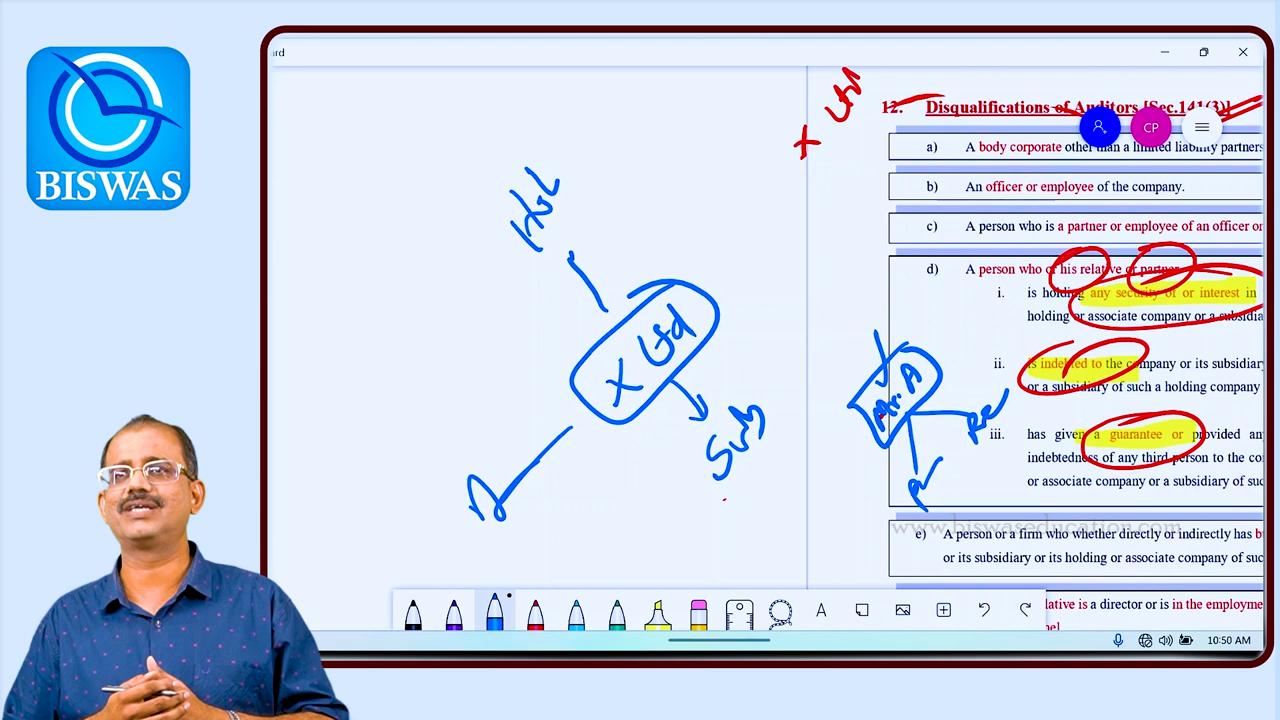 BISWAS
ard
X Ltd
12. Disqualifications of Auditors [Sec.141(3)]
CP
a) A body corporate other than a limited liability partners
b) An officer or employee of the company.
c) A person who is a partner or employee of an officer or
d) A person who or his relative or partner
i. is holding any security of or interest in
holding or associate company or a subsidia
ii. is indebted to the company or its subsidiar
or a subsidiary of such a holding company
iii. has given a guarantee or provided an
indebtedness of any third person to the co
or associate company or a subsidiary of suc
www.biswaseducation.com
e) A person or a firm who whether directly or indirectly has b
or its subsidiary or its holding or associate company of suc
lative is a director or is in the employme
nel
Hol
X Ltd
Sub
Mr. A
10:50 AM